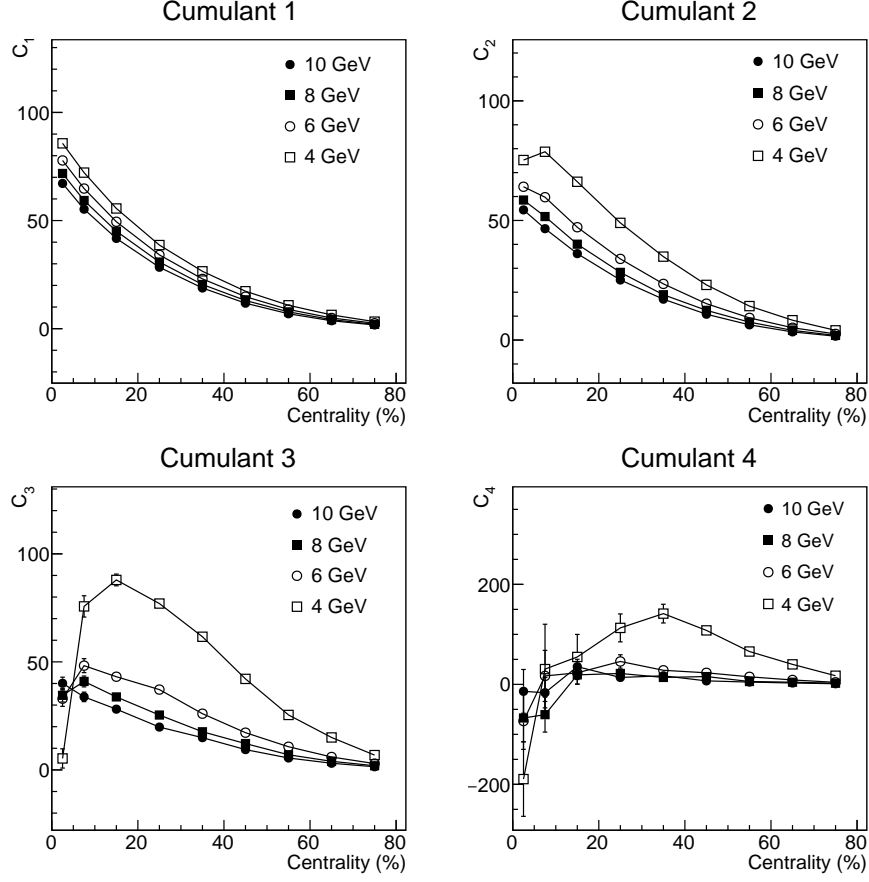 Cumulant 1
C1
10 GeV
8 GeV
6 GeV
4 GeV
100
50
0
0 20 40 60 80
Centrality (%)
Cumulant 2
C2
10 GeV
8 GeV
6 GeV
4 GeV
100
50
0
0 20 40 60 80
Centrality (%)
Cumulant 3
C3
10 GeV
8 GeV
6 GeV
4 GeV
100
50
0
0 20 40 60 80
Centrality (%)
Cumulant 4
C4
10 GeV
8 GeV
6 GeV
4 GeV
200
0
−200
0 20 40 60 80
Centrality (%)